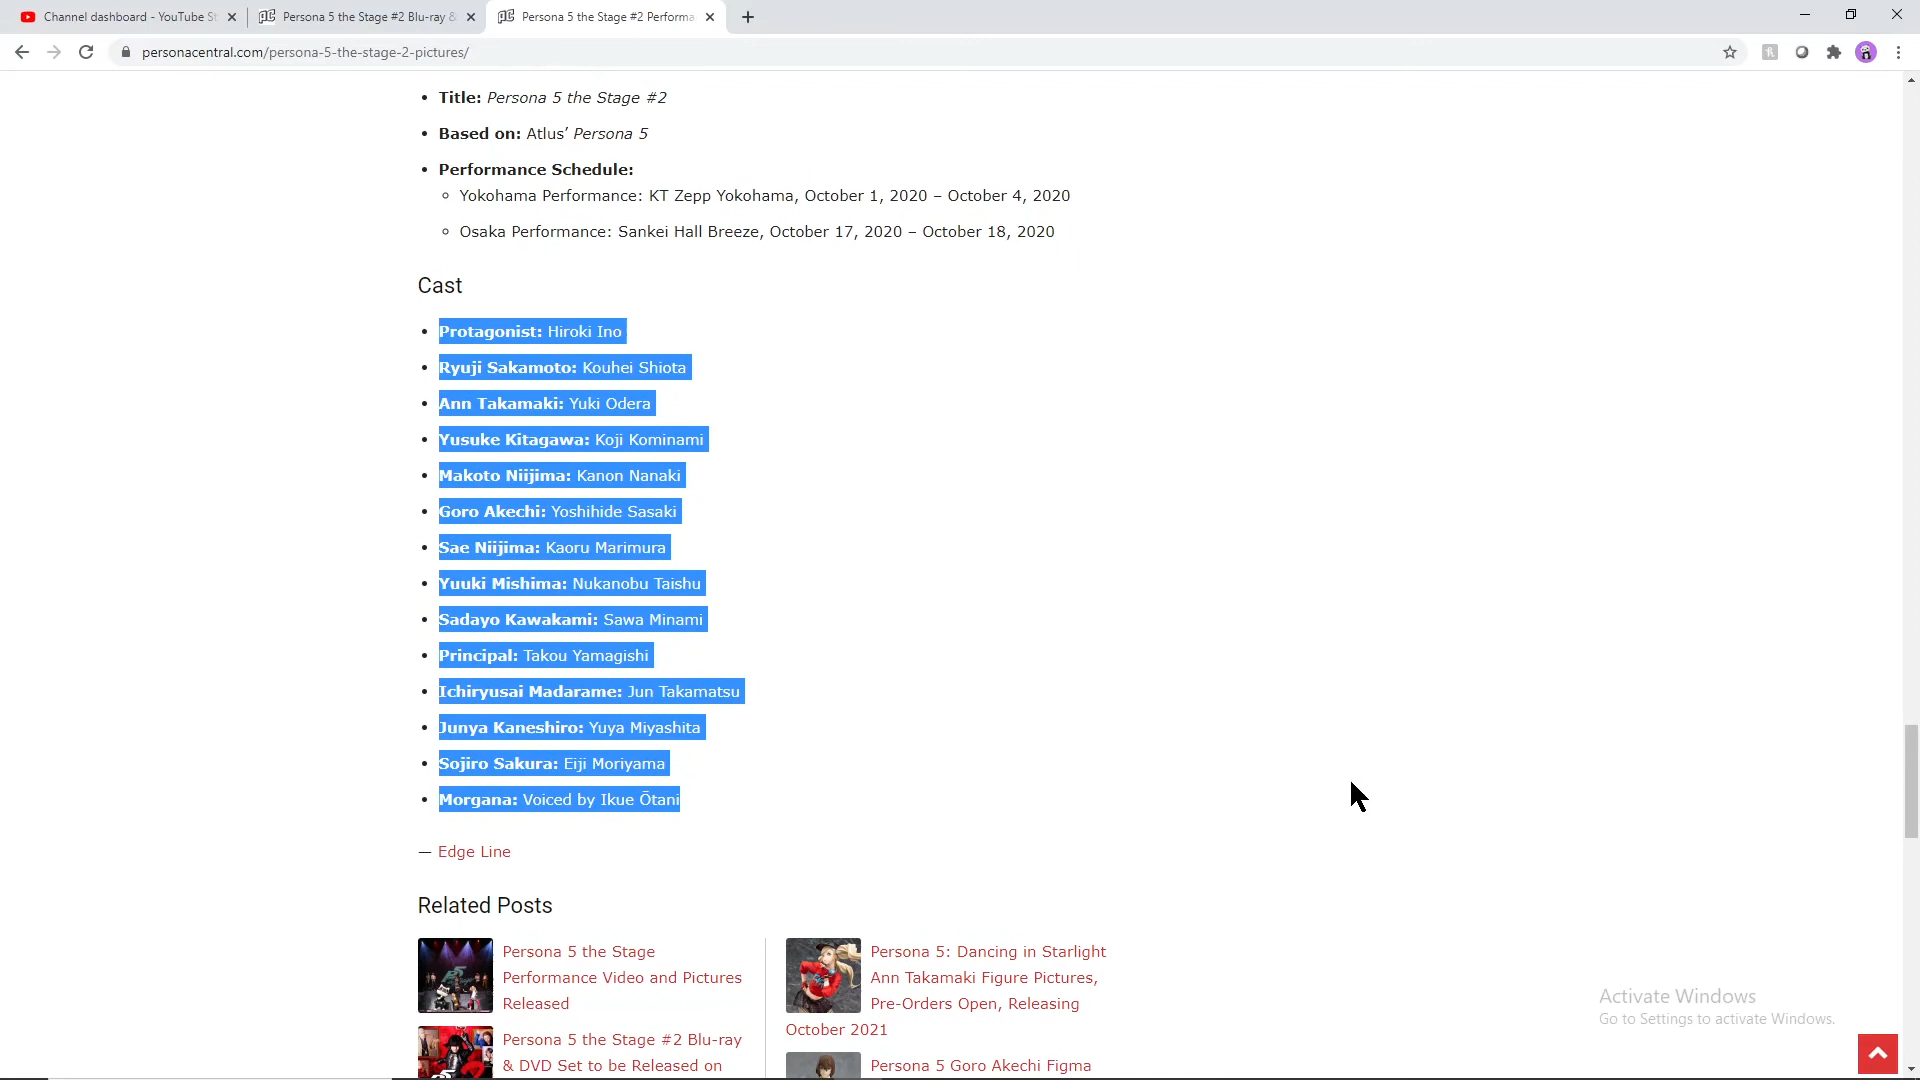 Channel dashboard - YouTube St
Persona 5 the Stage #2 Blu-ray &
Persona 5 the Stage #2 Performa
personacentral.com/persona-5-the-stage-2-pictures/
• Title: Persona 5 the Stage #2
• Based on: Atlus’ Persona 5
• Performance Schedule:
Yokohama Performance: KT Zepp Yokohama, October 1, 2020 – October 4, 2020
Osaka Performance: Sankei Hall Breeze, October 17, 2020 – October 18, 2020
Cast
• Protagonist: Hiroki Ino
• Ryuji Sakamoto: Kouhei Shiota
• Ann Takamaki: Yuki Odera
• Yusuke Kitagawa: Koji Kominami
• Makoto Niijima: Kanon Nanaki
• Goro Akechi: Yoshihide Sasaki
• Sae Niijima: Kaoru Marimura
• Yuuki Mishima: Nukanobu Taishu
• Sadayo Kawakami: Sawa Minami
• Principal: Takou Yamagishi
• Ichiryusai Madarame: Jun Takamatsu
• Junya Kaneshiro: Yuya Miyashita
• Sojiro Sakura: Eiji Moriyama
• Morgana: Voiced by Ikue Ōtani
— Edge Line
Related Posts
Persona 5 the Stage
Performance Video and Pictures
Released
Persona 5 the Stage #2 Blu-ray
& DVD Set to be Released on
Persona 5: Dancing in Starlight
Ann Takamaki Figure Pictures,
Pre-Orders Open, Releasing
October 2021
Persona 5 Goro Akechi Figma
Activate Windows
Go to Settings to activate Windows.